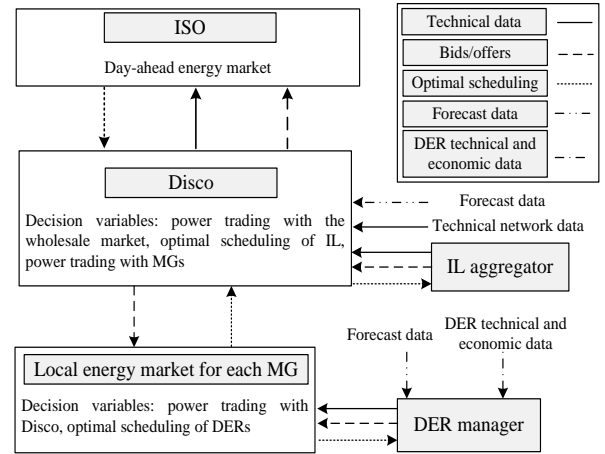 ISO
Day-ahead energy market
Technical data
Bids/offers
Optimal scheduling
Forecast data
DER technical and
economic data
Disco
Decision variables: power trading with the
wholesale market, optimal scheduling of IL,
power trading with MGs
Forecast data
Technical network data
IL aggregator
Local energy market for each MG
Decision variables: power trading with
Disco, optimal scheduling of DERs
Forecast data
DER technical and
economic data
DER manager